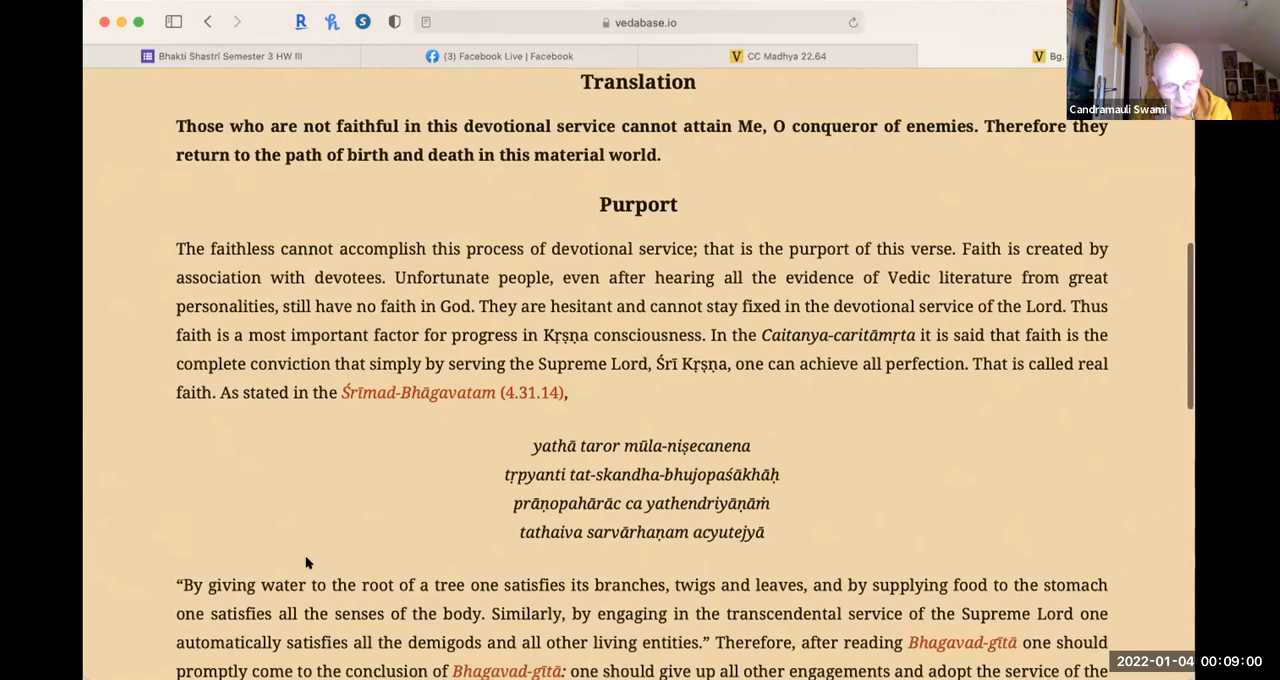 vedabase.io
Bhakti Shastri Semester 3 HW III
(3) Facebook Live | Facebook
CC Madhya 22.64
Bg.
Candramauli Swami
Translation
Those who are not faithful in this devotional service cannot attain Me, O conqueror of enemies. Therefore they
return to the path of birth and death in this material world.
Purport
The faithless cannot accomplish this process of devotional service; that is the purport of this verse. Faith is created by
association with devotees. Unfortunate people, even after hearing all the evidence of Vedic literature from great
personalities, still have no faith in God. They are hesitant and cannot stay fixed in the devotional service of the Lord. Thus
faith is a most important factor for progress in Kṛṣṇa consciousness. In the Caitanya-caritāmṛta it is said that faith is the
complete conviction that simply by serving the Supreme Lord, Śrī Kṛṣṇa, one can achieve all perfection. That is called real
faith. As stated in the Śrīmad-Bhāgavatam (4.31.14),
yathā taror mūla-niṣecanena
tṛpyanti tat-skandha-bhujopaśākhāḥ
prāṇopahārāc ca yathendriyāṇāṁ
tathaiva sarvārhaṇam acyutejyā
“By giving water to the root of a tree one satisfies its branches, twigs and leaves, and by supplying food to the stomach
one satisfies all the senses of the body. Similarly, by engaging in the transcendental service of the Supreme Lord one
automatically satisfies all the demigods and all other living entities.” Therefore, after reading Bhagavad-gītā one should
promptly come to the conclusion of Bhagavad-gītā: one should give up all other engagements and adopt the service of the
2022-01-04 00:09:00